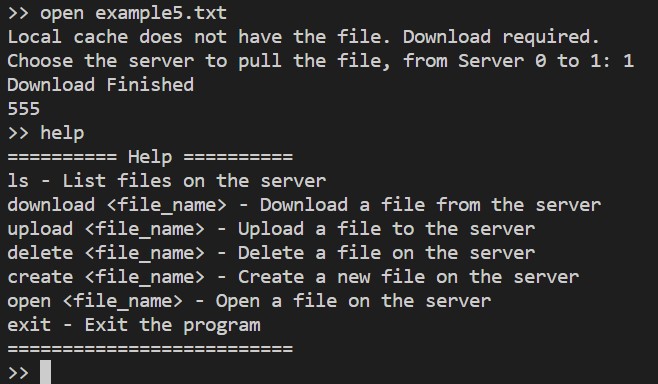 >> open example5.txt
Local cache does not have the file. Download required.
Choose the server to pull the file, from Server 0 to 1: 1
Download Finished
555
>> help
========== Help ==========
ls - List files on the server
download <file_name> - Download a file from the server
upload <file_name> - Upload a file to the server
delete <file_name> - Delete a file on the server
create <file_name> - Create a new file on the server
open <file_name> - Open a file on the server
exit - Exit the program
==========================
>>